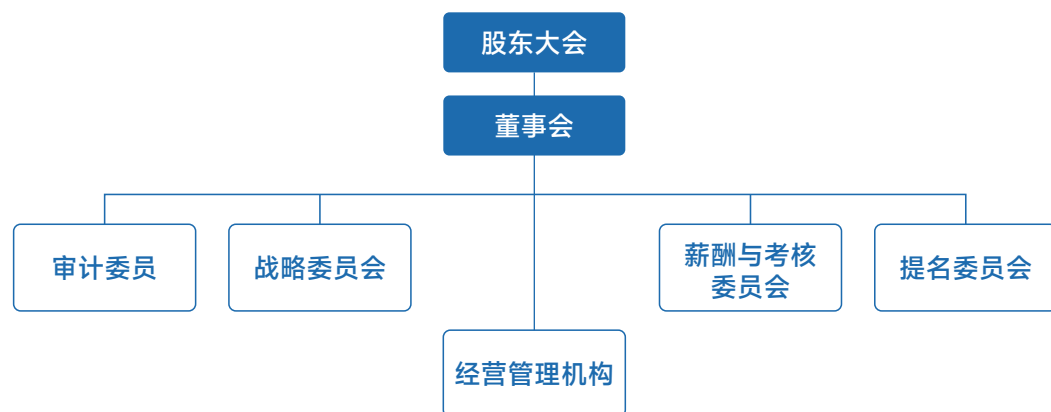 股东大会
董事会
审计委员
战略委员会
薪酬与考核
委员会
提名委员会
经营管理机构